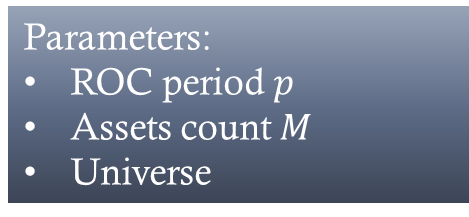 Parameters:
• ROC period p
• Assets count M
• Universe